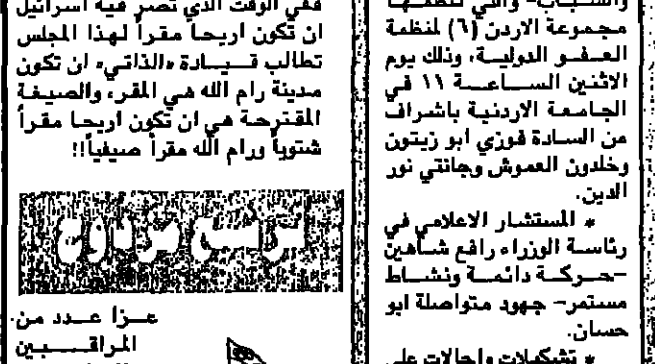 والشباب- والتي تنظمها
مجموعة الاردن (٦) لمنظمة
العفو الدولية، وذلك يوم
الاثنين الساعة ١١ في
الجامعة الاردنية باشراف
من السادة فوزي ابو زيتون
وخلدون العموش وجانتي نور
الدين.
* المستشار الاعلامي في
رئاسة الوزراء رافع شاهين
-حركة دائمة ونشاط
مستمر- جهود متواصلة ابو
حسان.
* تشكيلات واحالات على
ففي الوقت الذي تصر فيه اسرائيل
ان تكون اريحا مقراً لهذا المجلس
تطالب قيادة «الذاتي» ان تكون
مدينة رام الله هي المقر، والصيغة
المقترحة هي ان تكون اريحا مقراً
شتوياً ورام الله مقراً صيفياً!!
عزا عدد من
المراقبين